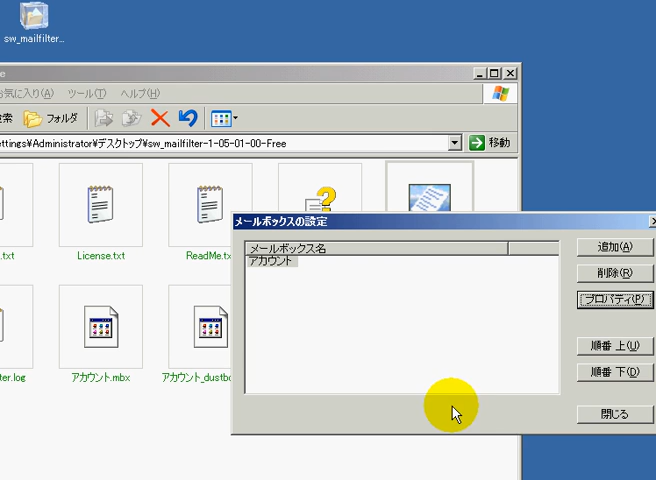 sw_mailfilter...
e
お気に入り(A) ツール(T) ヘルプ(H)
検索 フォルダ
ettings¥Administrator¥デスクトップ¥sw_mailfilter-1-05-01-00-Free
移動
.txt
License.txt
ReadMe.tx
ter.log
アカウント.mbx
アカウント_dustbo
メールボックスの設定
メールボックス名
アカウント
追加(A)
削除(R)
プロパティ(P)
順番 上(U)
順番 下(D)
閉じる